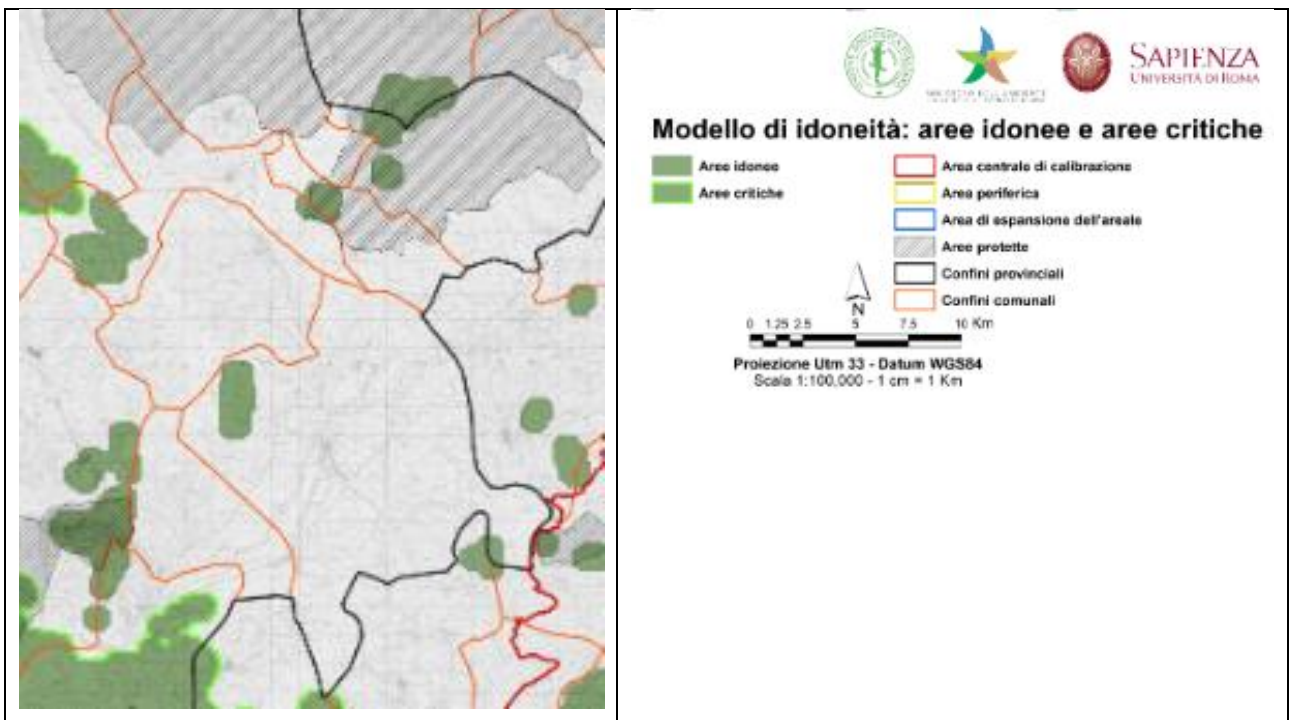 SAPIENZA
UNIVERSITÀ DI ROMA
Modello di idoneità: aree idonee e aree critiche
Aree idonee
Aree critiche
Area centrale di calibrazione
Area periferica
Area di espansione dell'areale
Aree protette
Confini provinciali
Confini comunali
N
0 1.25 2.5 5 7.5 10 Km
Proiezione Utm 33 - Datum WGS84
Scala 1:100,000 - 1 cm = 1 Km